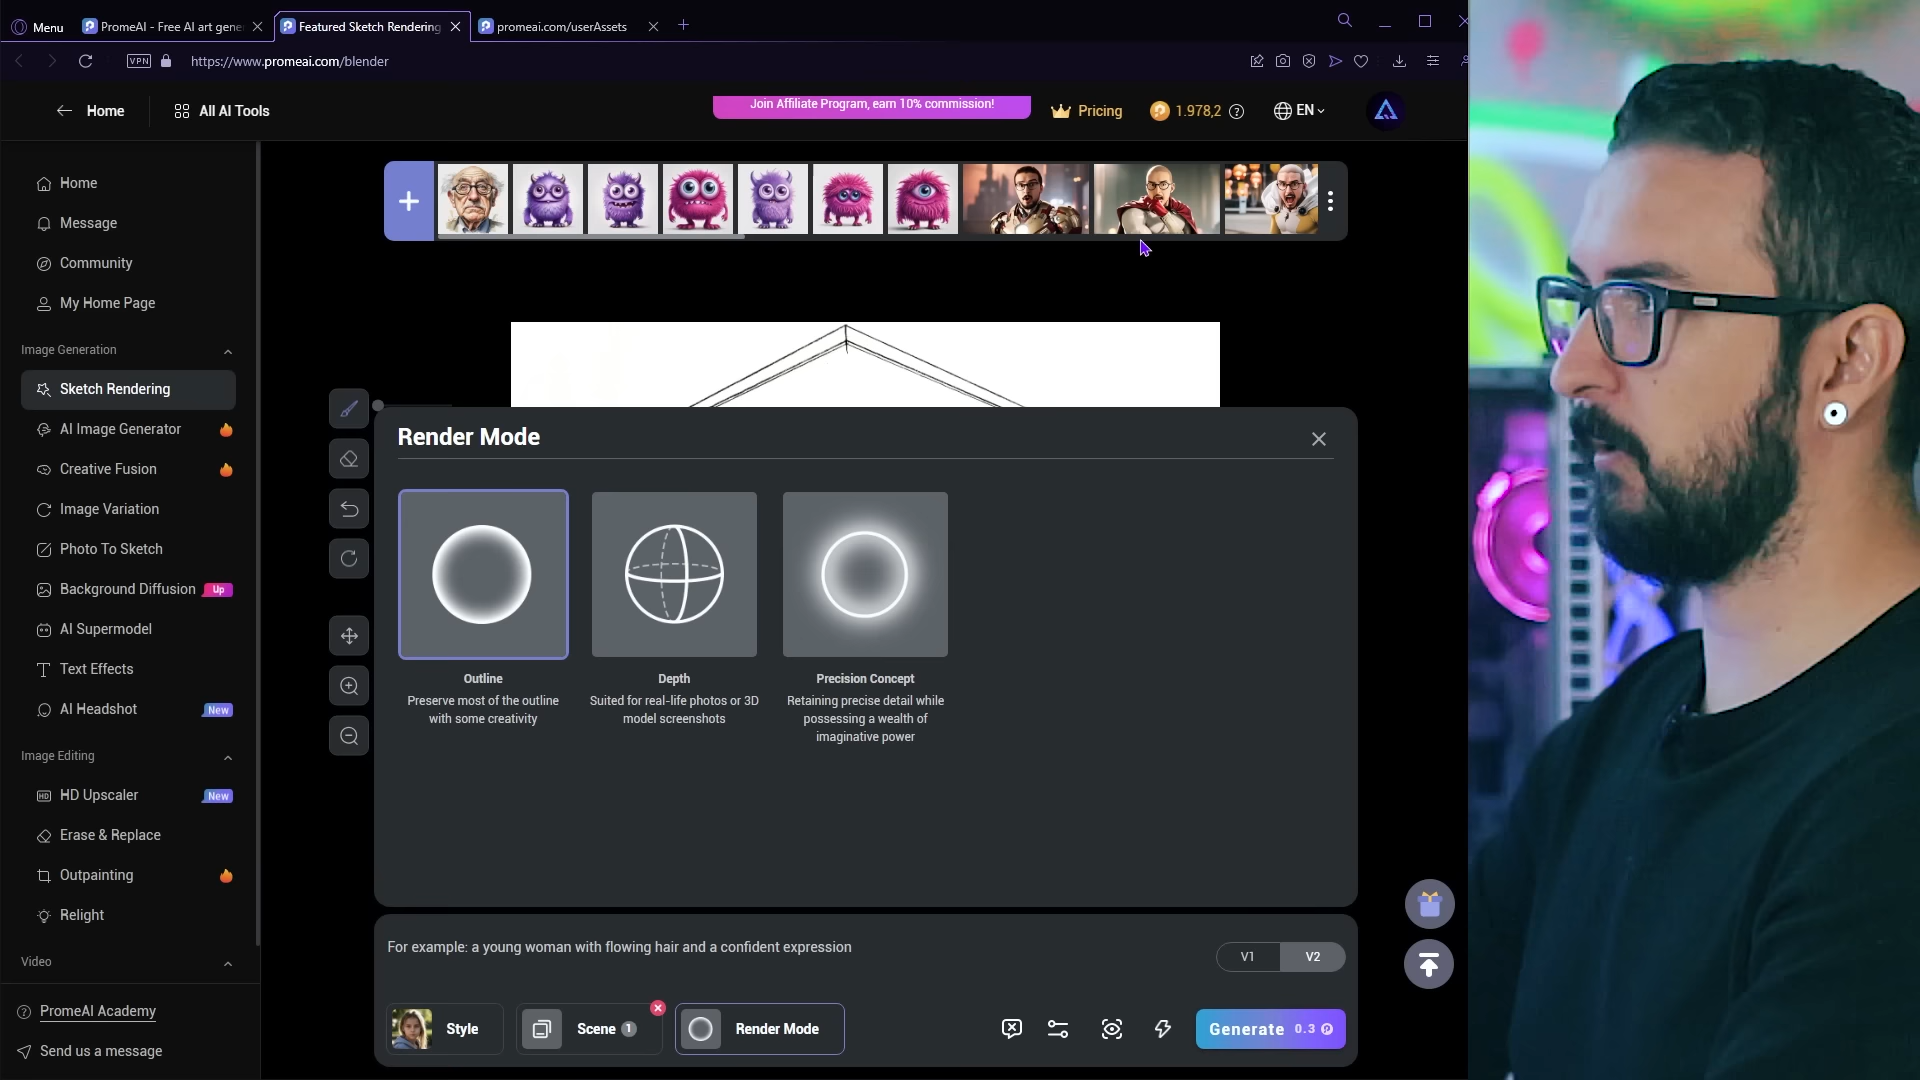 Menu
PromeAI - Free AI art gene
Featured Sketch Rendering
promeai.com/userAssets
VPN
https://www.promeai.com/blender
Home
All AI Tools
Join Affiliate Program, earn 10% commission!
Pricing
1.978,2
EN
Home
Message
Community
My Home Page
Image Generation
Sketch Rendering
AI Image Generator
Creative Fusion
Image Variation
Photo To Sketch
Background Diffusion
Up
AI Supermodel
Text Effects
AI Headshot
New
Image Editing
HD Upscaler
New
Erase & Replace
Outpainting
Relight
Video
PromeAI Academy
Send us a message
Render Mode
Outline
Preserve most of the outline
with some creativity
Depth
Suited for real-life photos or 3D
model screenshots
Precision Concept
Retaining precise detail while
possessing a wealth of
imaginative power
For example: a young woman with flowing hair and a confident expression
V1
V2
Style
Scene 1
Render Mode
Generate 0.3